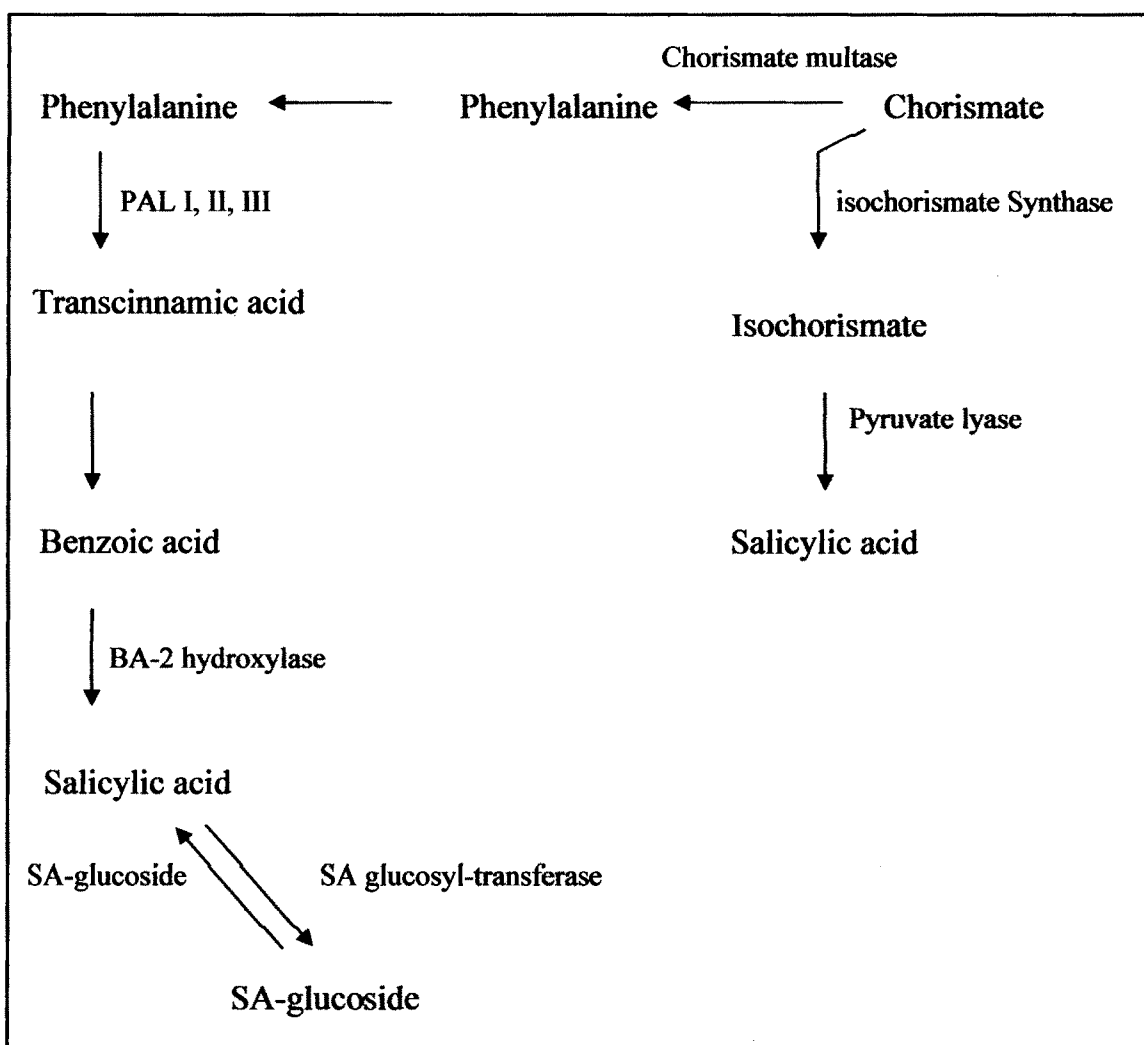 Chorismate multase
Phenylalanine Phenylalanine Chorismate
PAL I, II, III isochorismate Synthase
Transcinnamic acid
Isochorismate
Pyruvate lyase
Benzoic acid Salicylic acid
BA-2 hydroxylase
Salicylic acid
SA-glucoside SA glucosyl-transferase
SA-glucoside